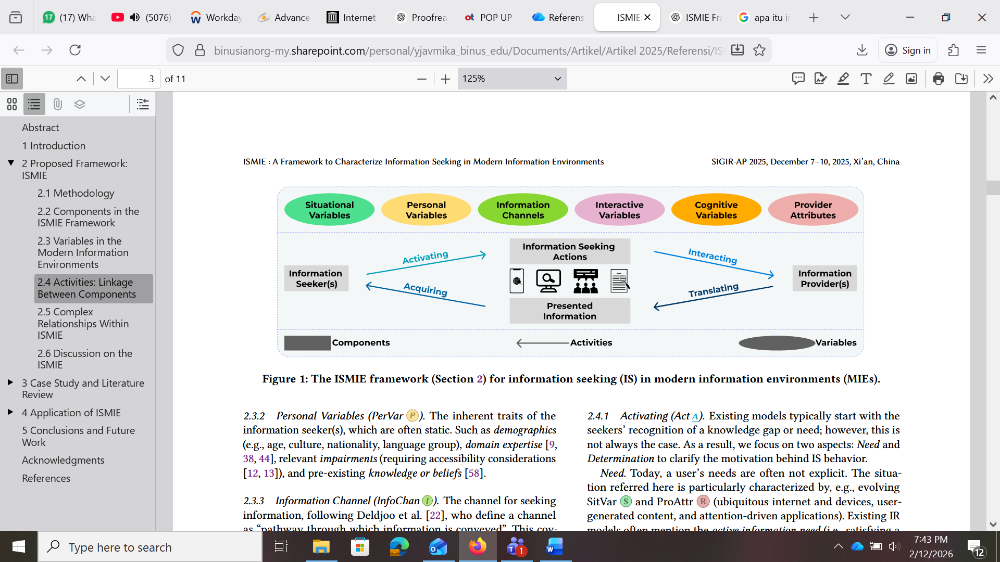 17
(17) Wha
(5076)
Workday
Advance
Internet
Proofrea
ot
POP UP
Referens
ISMIE
ISMIE Fr
apa itu in
binusianorg-my.sharepoint.com/personal/yjavmika_binus_edu/Documents/Artikel/Artikel 2025/Referensi/IS
Sign in
3
of 11
125%
Abstract
1 Introduction
2 Proposed Framework:
ISMIE
2.1 Methodology
2.2 Components in the
ISMIE Framework
2.3 Variables in the
Modern Information
Environments
2.4 Activities: Linkage
Between Components
2.5 Complex
Relationships Within
ISMIE
2.6 Discussion on the
ISMIE
3 Case Study and Literature
Review
4 Application of ISMIE
5 Conclusions and Future
Work
Acknowledgments
References
ISMIE : A Framework to Characterize Information Seeking in Modern Information Environments
SIGIR-AP 2025, December 7–10, 2025, Xi'an, China
Situational
Variables
Personal
Variables
Information
Channels
Interactive
Variables
Cognitive
Variables
Provider
Attributes
Information
Seeker(s)
Activating
Acquiring
Information Seeking
Actions
Presented
Information
Interacting
Translating
Information
Provider(s)
Components
Activities
Variables
Figure 1: The ISMIE framework (Section 2) for information seeking (IS) in modern information environments (MIEs).
2.3.2 Personal Variables (PerVar P). The inherent traits of the
information seeker(s), which are often static. Such as demographics
(e.g., age, culture, nationality, language group), domain expertise [9,
38, 44], relevant impairments (requiring accessibility considerations
[12, 13]), and pre-existing knowledge or beliefs [58].
2.3.3 Information Channel (InfoChan I). The channel for seeking
information, following Deldjoo et al. [22], who define a channel
as "pathway through which information is conveyed". This cov-
2.4.1 Activating (Act A). Existing models typically start with the
seekers' recognition of a knowledge gap or need; however, this is
not always the case. As a result, we focus on two aspects: Need and
Determination to clarify the motivation behind IS behavior.
Need. Today, a user's needs are often not explicit. The situa-
tion referred here is particularly characterized by, e.g., evolving
SitVar S and ProAttr R (ubiquitous internet and devices, user-
generated content, and attention-driven applications). Existing IR
models often mention the active information need (i.e., satisfying a
Type here to search
1
7:43 PM
2/12/2026
12